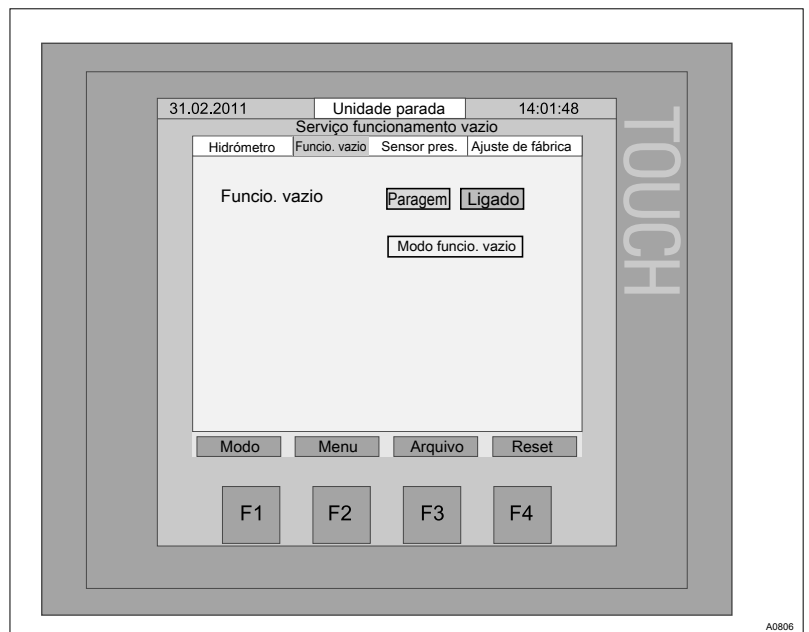 31.02.2011 Unidade parada 14:01:48
Serviço funcionamento vazio
Hidrómetro Funcio. vazio Sensor pres. Ajuste de fábrica
Funcio. vazio Paragem Ligado
Modo funcio. vazio
Modo Menu Arquivo Reset
F1 F2 F3 F4
TOUCH
A0806